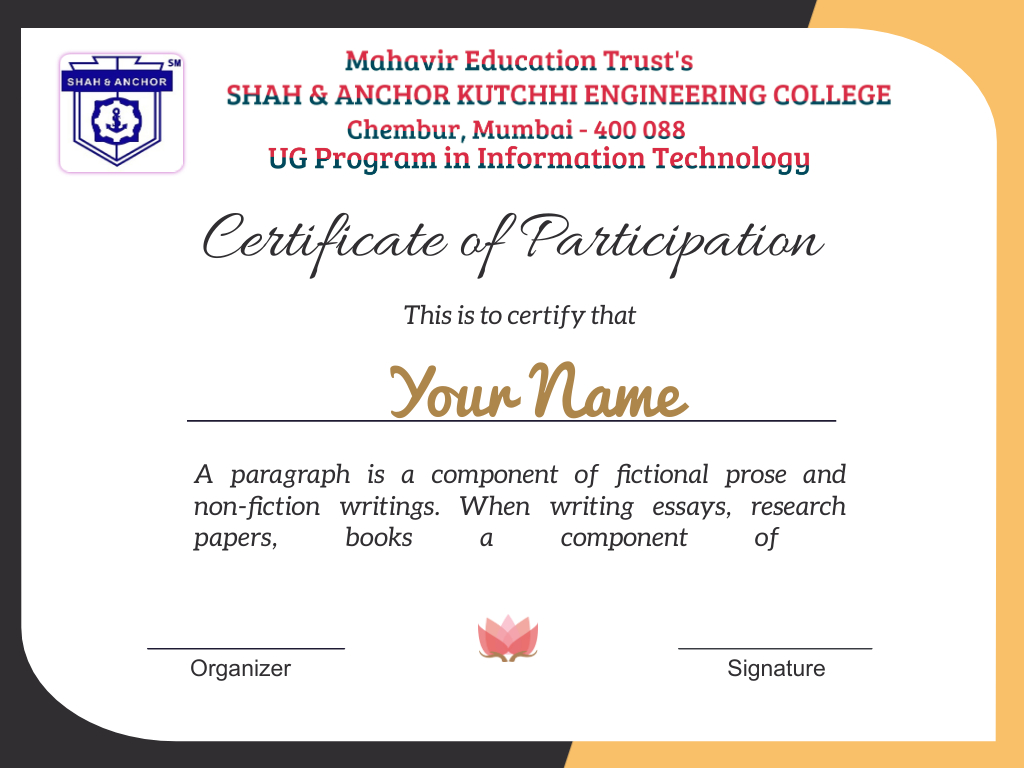 SM
SHAH & ANCHOR
Mahavir Education Trust's
SHAH & ANCHOR KUTCHHI ENGINEERING COLLEGE
Chembur, Mumbai - 400 088
UG Program in Information Technology
Certificate of Participation
This is to certify that
Your Name
A paragraph is a component of fictional prose and
non-fiction writings. When writing essays, research
papers, books a component of
Organizer
Signature